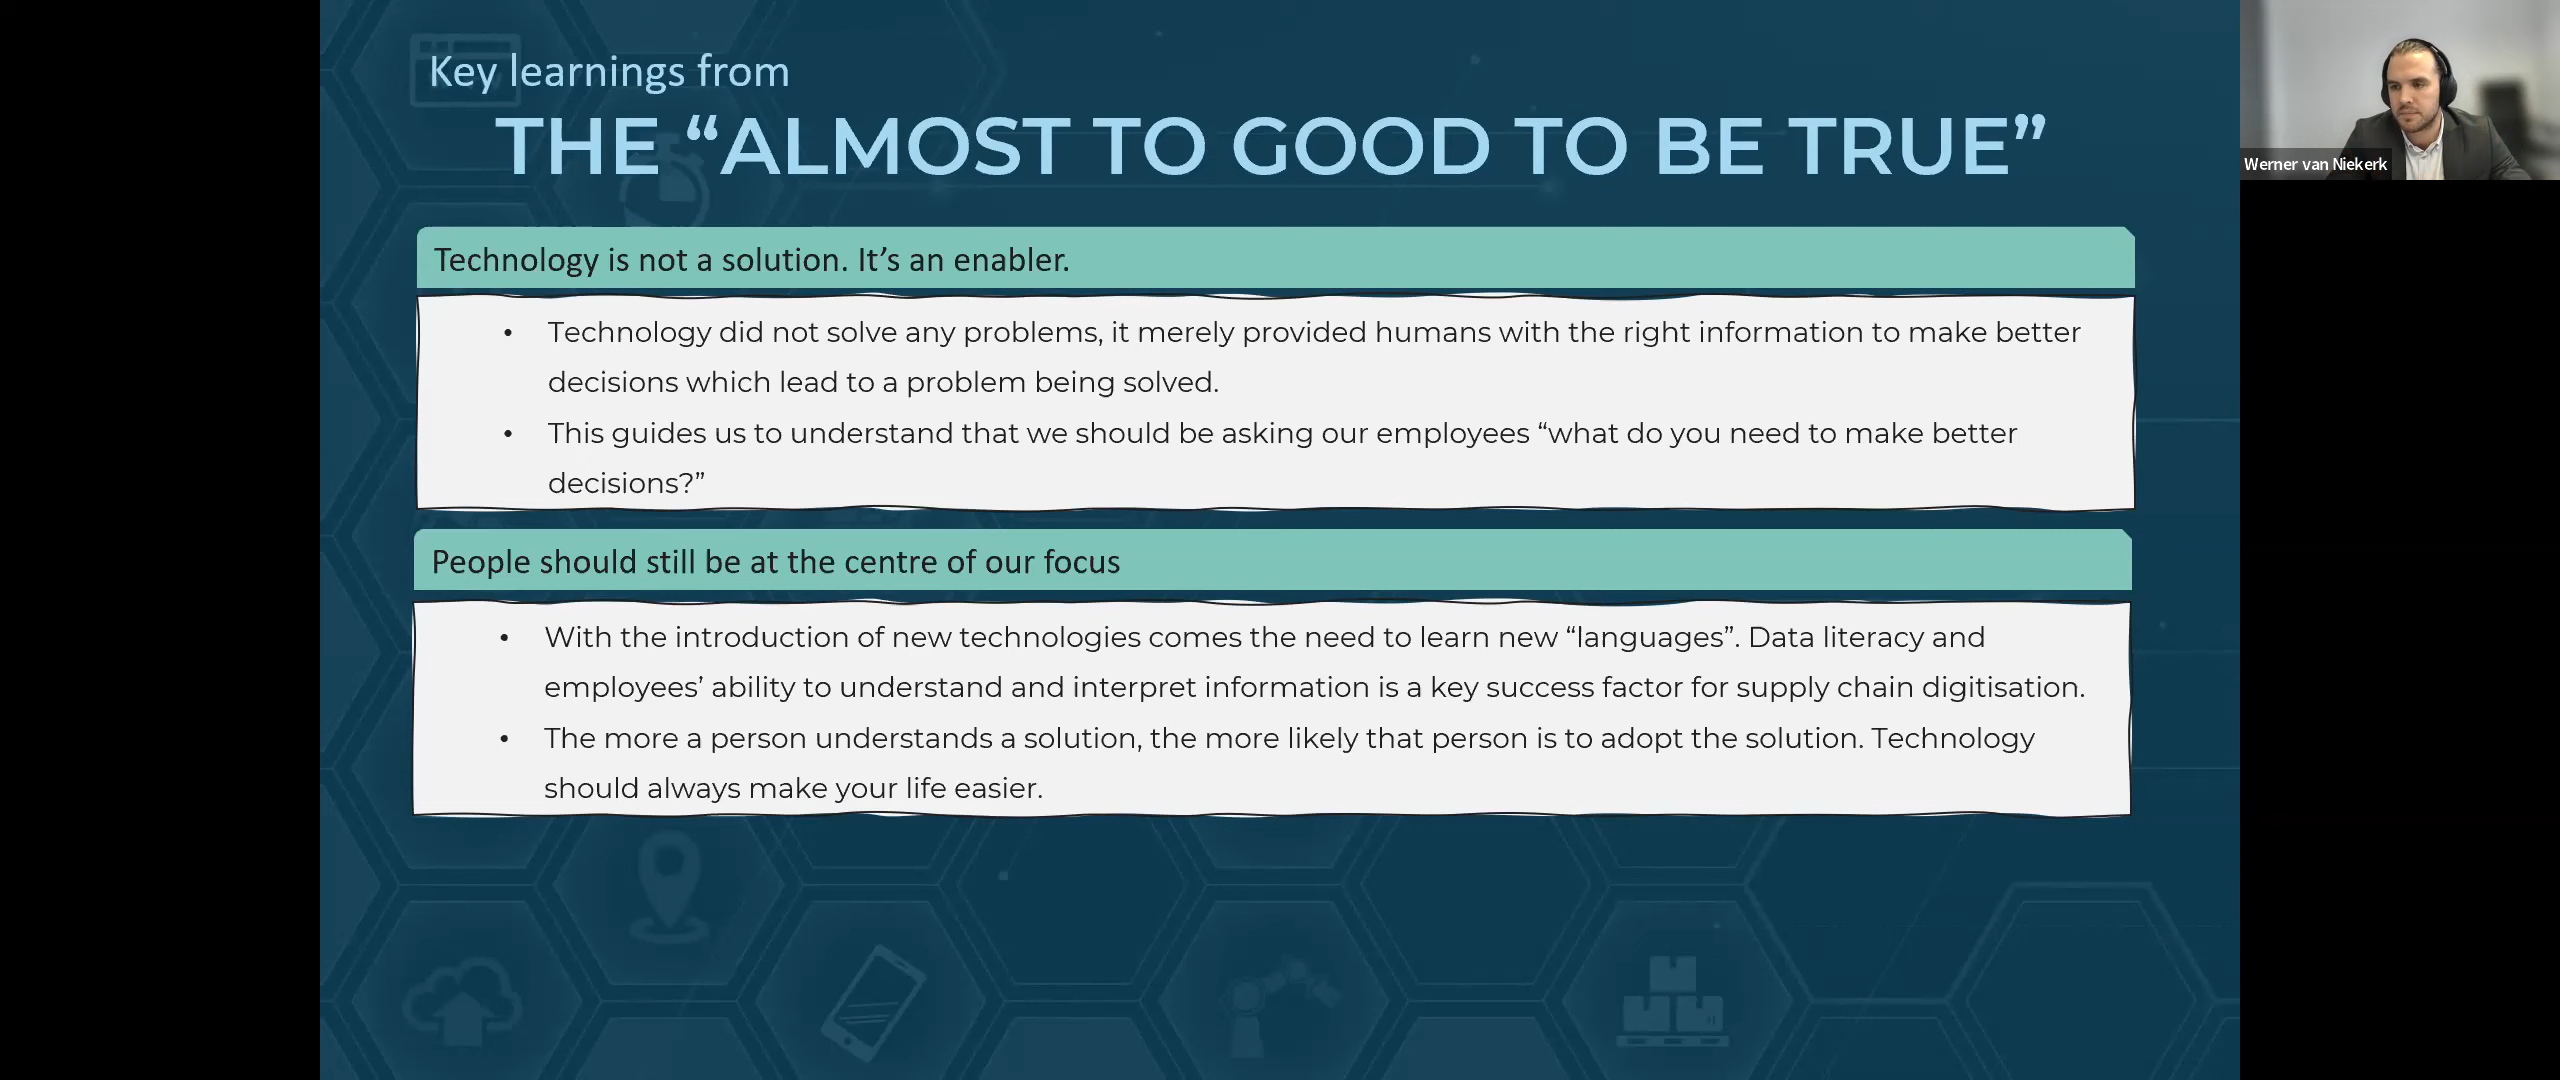 Key learnings from
THE “ALMOST TO GOOD TO BE TRUE”
Werner van Niekerk
Technology is not a solution. It’s an enabler.
• Technology did not solve any problems, it merely provided humans with the right information to make better
decisions which lead to a problem being solved.
• This guides us to understand that we should be asking our employees “what do you need to make better
decisions?”
People should still be at the centre of our focus
• With the introduction of new technologies comes the need to learn new “languages”. Data literacy and
employees’ ability to understand and interpret information is a key success factor for supply chain digitisation.
• The more a person understands a solution, the more likely that person is to adopt the solution. Technology
should always make your life easier.